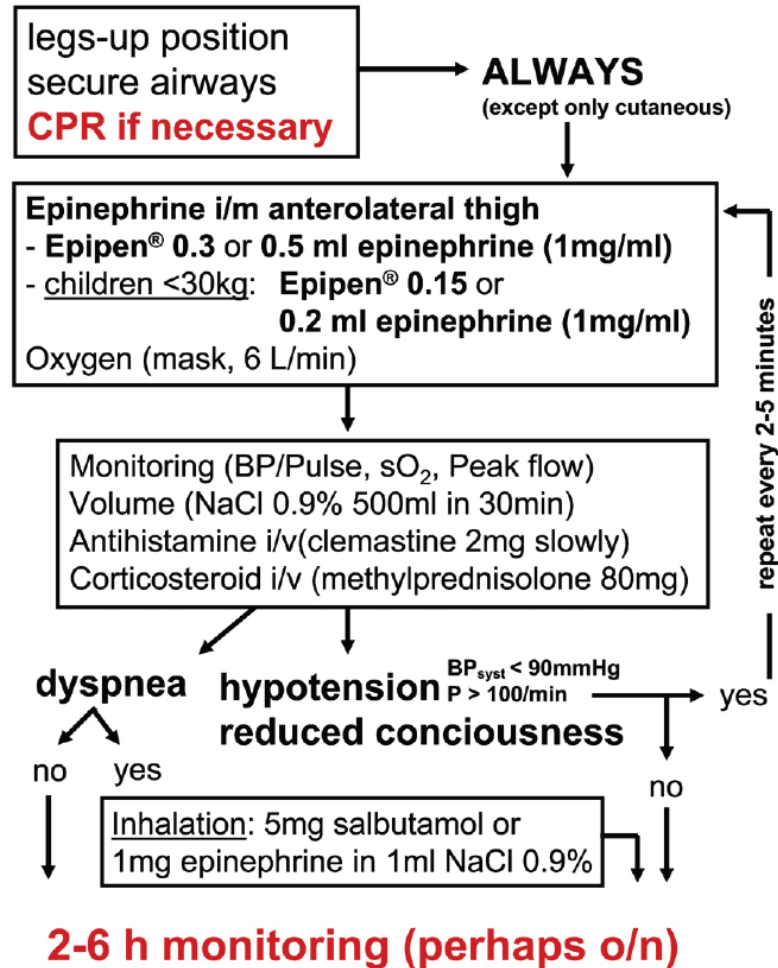 legs-up position
secure airways
CPR if necessary
ALWAYS
(except only cutaneous)
Epinephrine i/m anterolateral thigh
- Epipen® 0.3 or 0.5 ml epinephrine (1mg/ml)
- children <30kg: Epipen® 0.15 or
0.2 ml epinephrine (1mg/ml)
Oxygen (mask, 6 L/min)
repeat every 2-5 minutes
Monitoring (BP/Pulse, sO₂, Peak flow)
Volume (NaCl 0.9% 500ml in 30min)
Antihistamine i/v(clemastine 2mg slowly)
Corticosteroid i/v (methylprednisolone 80mg)
dyspnea
hypotension
reduced conciousness
BPsyst < 90mmHg
P > 100/min
yes
no
yes
no
Inhalation: 5mg salbutamol or
1mg epinephrine in 1ml NaCl 0.9%
2-6 h monitoring (perhaps o/n)